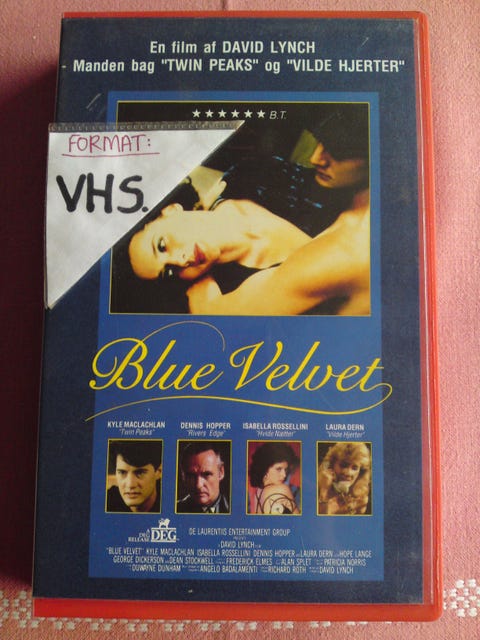 En film af DAVID LYNCH
Manden bag "TWIN PEAKS" og "VILDE HJERTER"
★★★★★★ B.T.
FORMAT:
VHS.
Blue Velvet
KYLE MACLACHLAN DENNIS HOPPER ISABELLA ROSSELLINI LAURA DERN
"Twin Peaks" "Rivers Edge" "Hvide Nætter" "Vilde Hjerter"
DEG
RELEASE
DE LAURENTIIS ENTERTAINMENT GROUP
DAVID LYNCH
"BLUE VELVET" KYLE MACLACHLAN ISABELLA ROSSELLINI DENNIS HOPPER LAURA DERN HOPE LANGE
GEORGE DICKERSON DEAN STOCKWELL FREDERICK ELMES ALAN SPLET PATRICIA NORRIS
DUWAYNE DUNHAM ANGELO BADALAMENTI RICHARD ROTH DAVID LYNCH